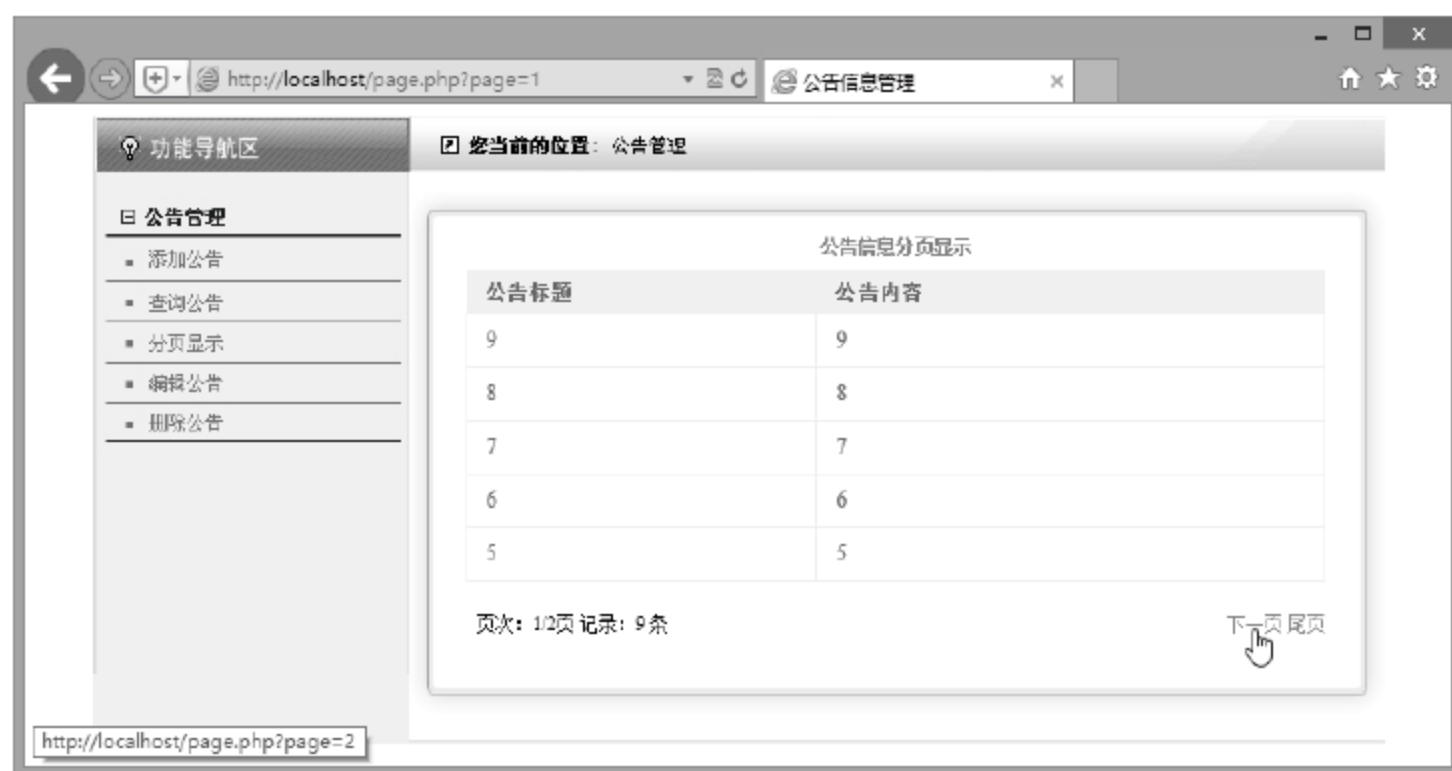 http://localhost/page.php?page=1
公告信息管理
功能导航区
您当前的位置：公告管理
公告管理
添加公告
查询公告
分页显示
编辑公告
删除公告
公告信息分页显示
公告标题 公告内容
9 9
8 8
7 7
6 6
5 5
页次：1/2页 记录：9 条
下一页 尾页
http://localhost/page.php?page=2